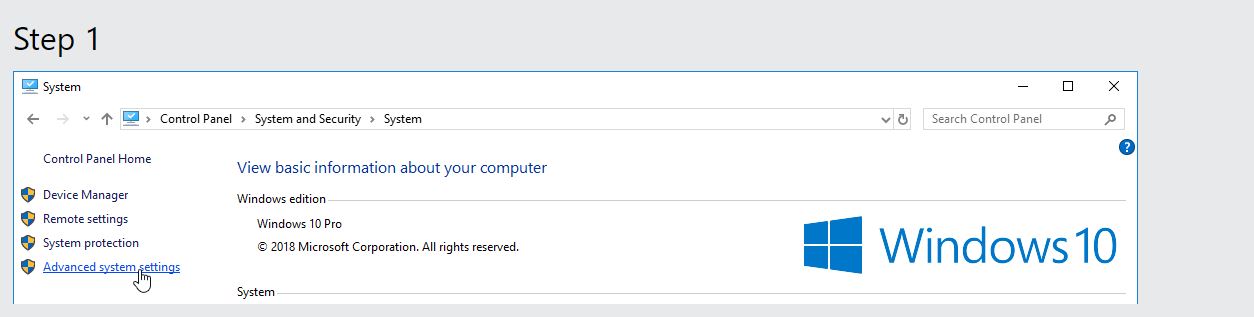 Step 1
System
Control Panel > System and Security > System
Search Control Panel
Control Panel Home
?
View basic information about your computer
Device Manager
Windows edition
Remote settings
Windows 10 Pro
System protection
© 2018 Microsoft Corporation. All rights reserved.
Windows 10
Advanced system settings
System